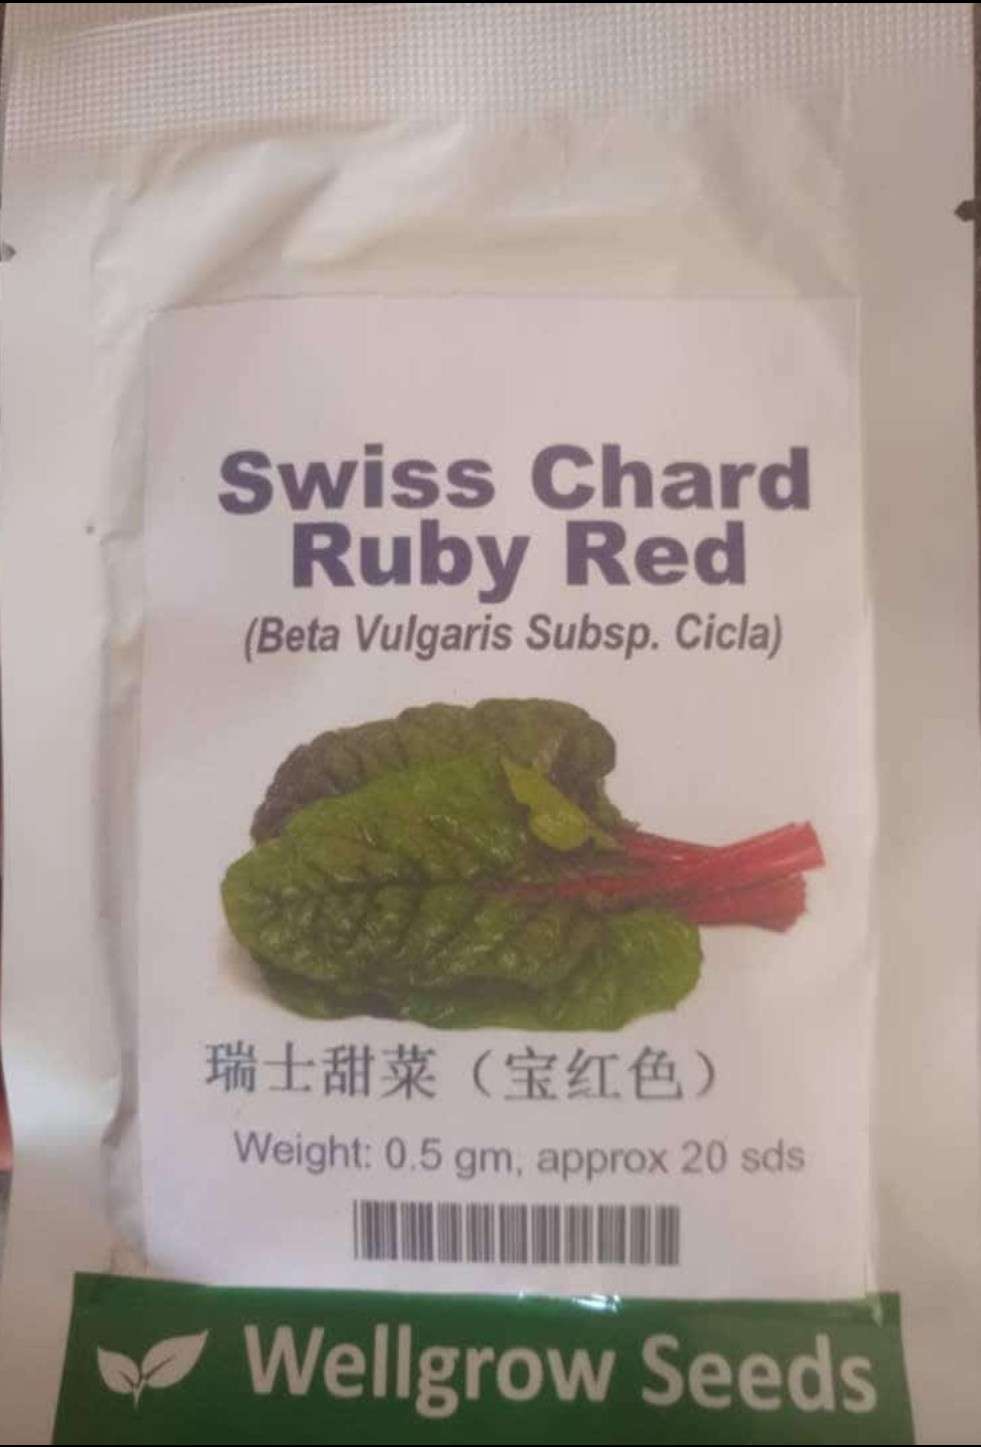 Swiss Chard
Ruby Red
(Beta Vulgaris Subsp. Cicla)
瑞士甜菜（宝红色）
Weight: 0.5 gm, approx 20 sds
Wellgrow Seeds